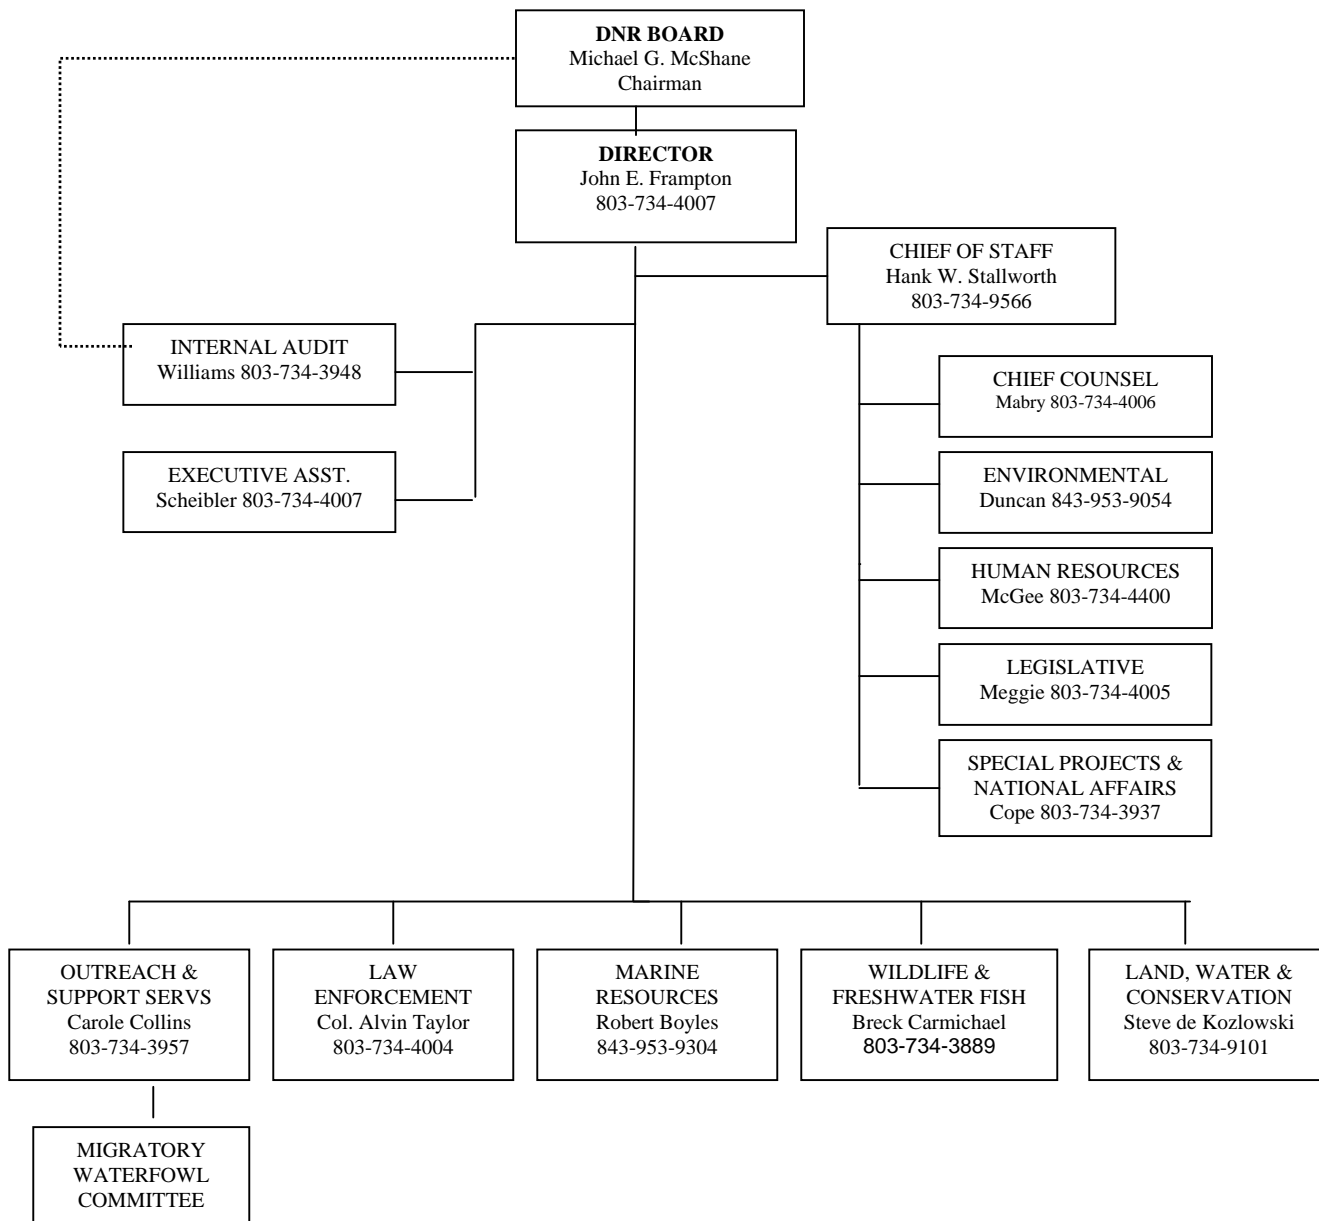 DNR BOARD
Michael G. McShane
Chairman
DIRECTOR
John E. Frampton
803-734-4007
CHIEF OF STAFF
Hank W. Stallworth
803-734-9566
INTERNAL AUDIT
Williams 803-734-3948
EXECUTIVE ASST.
Scheibler 803-734-4007
CHIEF COUNSEL
Mabry 803-734-4006
ENVIRONMENTAL
Duncan 843-953-9054
HUMAN RESOURCES
McGee 803-734-4400
LEGISLATIVE
Meggie 803-734-4005
SPECIAL PROJECTS &
NATIONAL AFFAIRS
Cope 803-734-3937
OUTREACH &
SUPPORT SERVS
Carole Collins
803-734-3957
LAW
ENFORCEMENT
Col. Alvin Taylor
803-734-4004
MARINE
RESOURCES
Robert Boyles
843-953-9304
WILDLIFE &
FRESHWATER FISH
Breck Carmichael
803-734-3889
LAND, WATER &
CONSERVATION
Steve de Kozlowski
803-734-9101
MIGRATORY
WATERFOWL
COMMITTEE